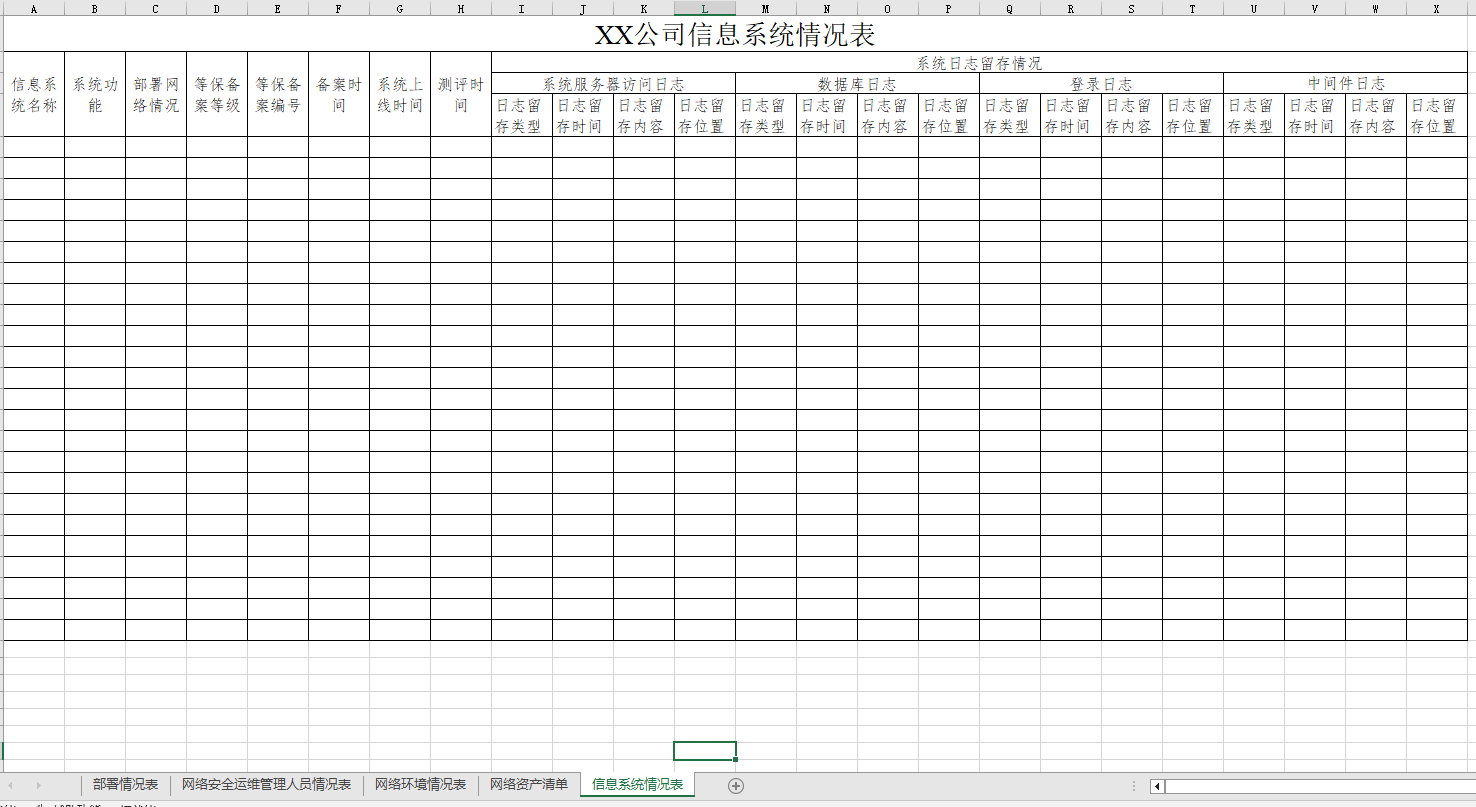 A B C D E F G H I J K L M N O P Q R S T U V W X
XX公司信息系统情况表
系统日志留存情况
信息系统名称 系统功能 部署网络情况 等保备案等级 等保备案编号 备案时间 系统上线时间 测评时间
系统服务器访问日志 数据库日志 登录日志 中间件日志
日志留存类型 日志留存时间 日志留存内容 日志留存位置 日志留存类型 日志留存时间 日志留存内容 日志留存位置 日志留存类型 日志留存时间 日志留存内容 日志留存位置 日志留存类型 日志留存时间 日志留存内容 日志留存位置
部署情况表 网络安全运维管理人员情况表 网络环境情况表 网络资产清单 信息系统情况表